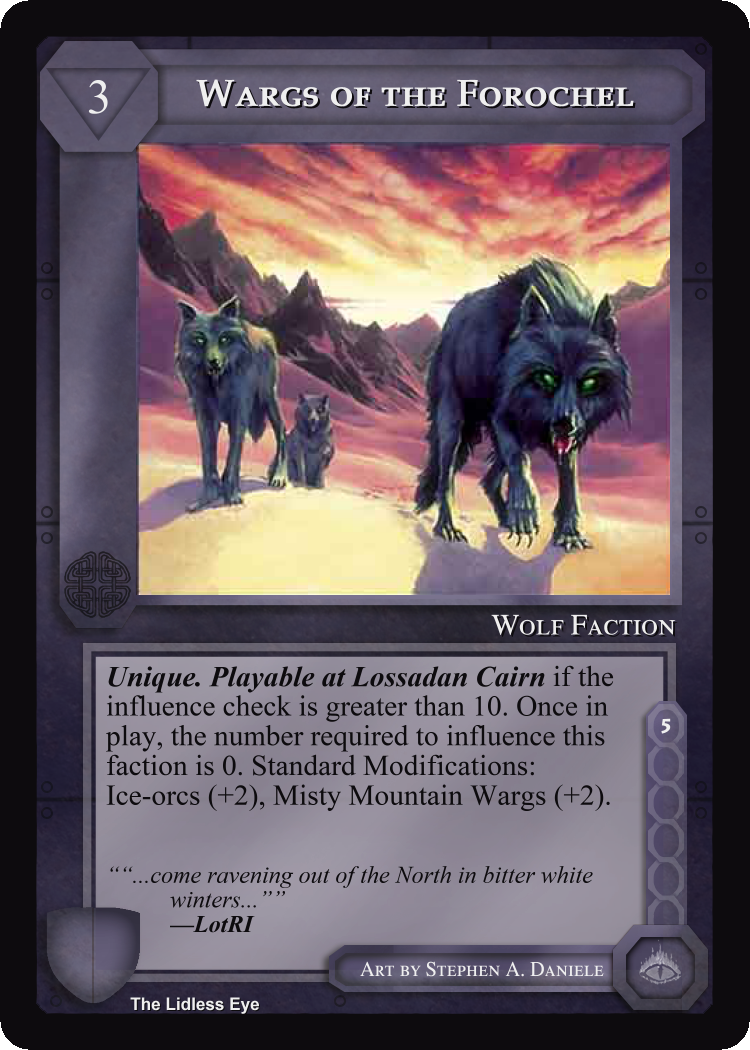 3
Wargs of the Forochel
Wolf Faction
Unique. Playable at Lossadan Cairn if the
influence check is greater than 10. Once in
play, the number required to influence this
faction is 0. Standard Modifications:
Ice-orcs (+2), Misty Mountain Wargs (+2).
5
““...come ravening out of the North in bitter white
winters...””
—LotRI
Art by Stephen A. Daniele
The Lidless Eye